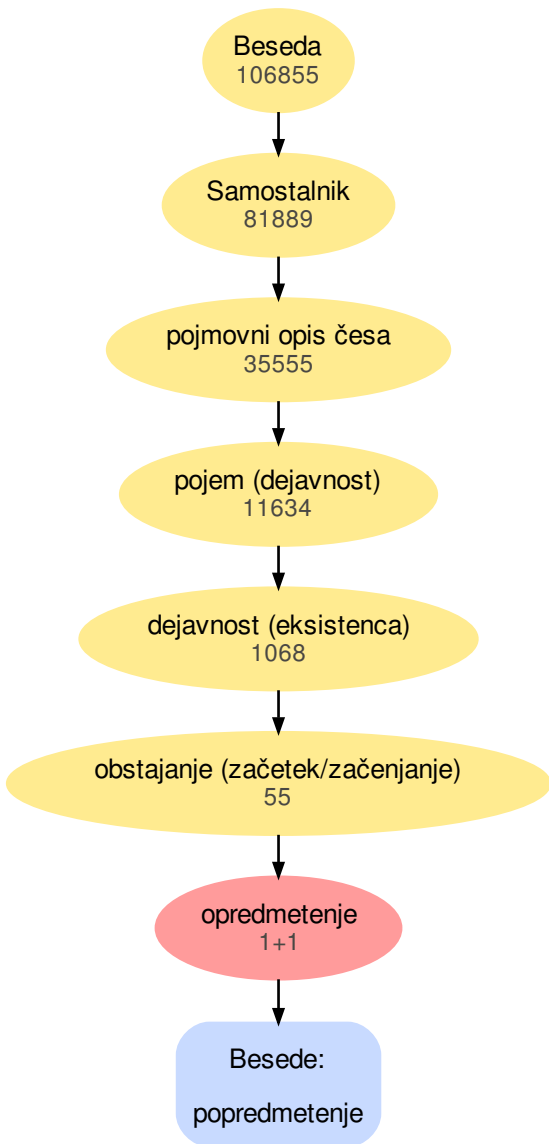 Beseda
106855
Samostalnik
81889
pojmovni opis česa
35555
pojem (dejavnost)
11634
dejavnost (eksistenca)
1068
obstajanje (začetek/začenjanje)
55
opredmetenje
1+1
Besede:
popredmetenje